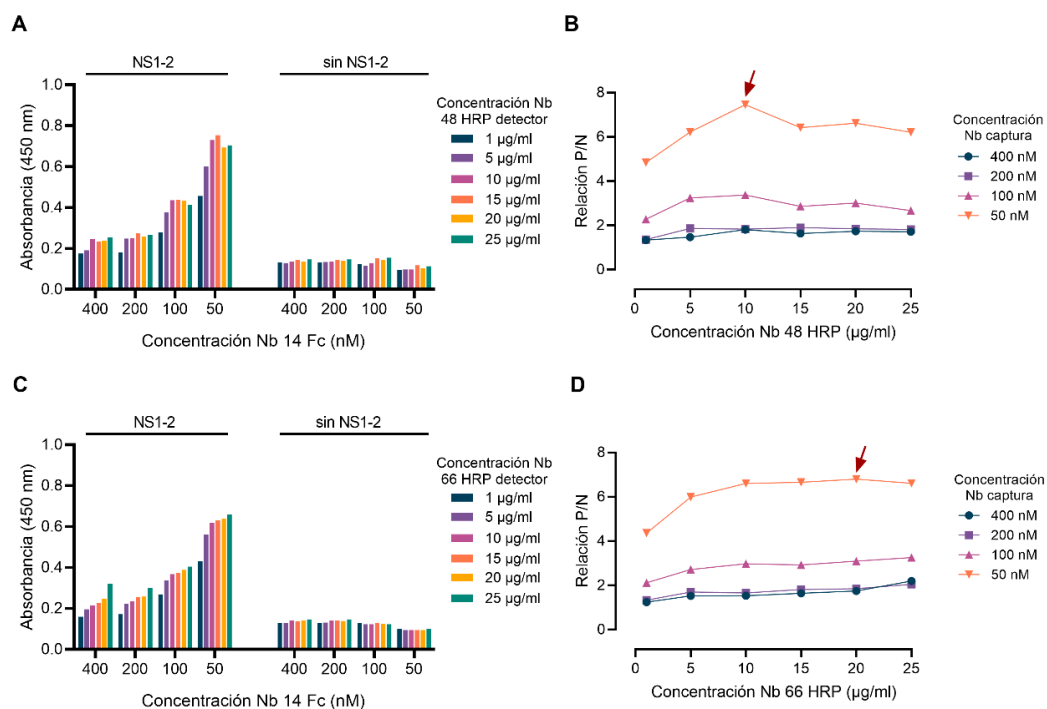 A
NS1-2
sin NS1-2
1.0
0.8
0.6
0.4
0.2
0.0
Absorbancia (450 nm)
400
200
100
50
400
200
100
50
Concentración Nb 14 Fc (nM)
Concentración Nb
48 HRP detector
1 µg/ml
5 µg/ml
10 µg/ml
15 µg/ml
20 µg/ml
25 µg/ml
B
8
6
4
2
0
Relación P/N
0
5
10
15
20
25
Concentración Nb 48 HRP (µg/ml)
Concentración
Nb captura
400 nM
200 nM
100 nM
50 nM
C
NS1-2
sin NS1-2
1.0
0.8
0.6
0.4
0.2
0.0
Absorbancia (450 nm)
400
200
100
50
400
200
100
50
Concentración Nb 14 Fc (nM)
Concentración Nb
66 HRP detector
1 µg/ml
5 µg/ml
10 µg/ml
15 µg/ml
20 µg/ml
25 µg/ml
D
8
6
4
2
0
Relación P/N
0
5
10
15
20
25
Concentración Nb 66 HRP (µg/ml)
Concentración
Nb captura
400 nM
200 nM
100 nM
50 nM